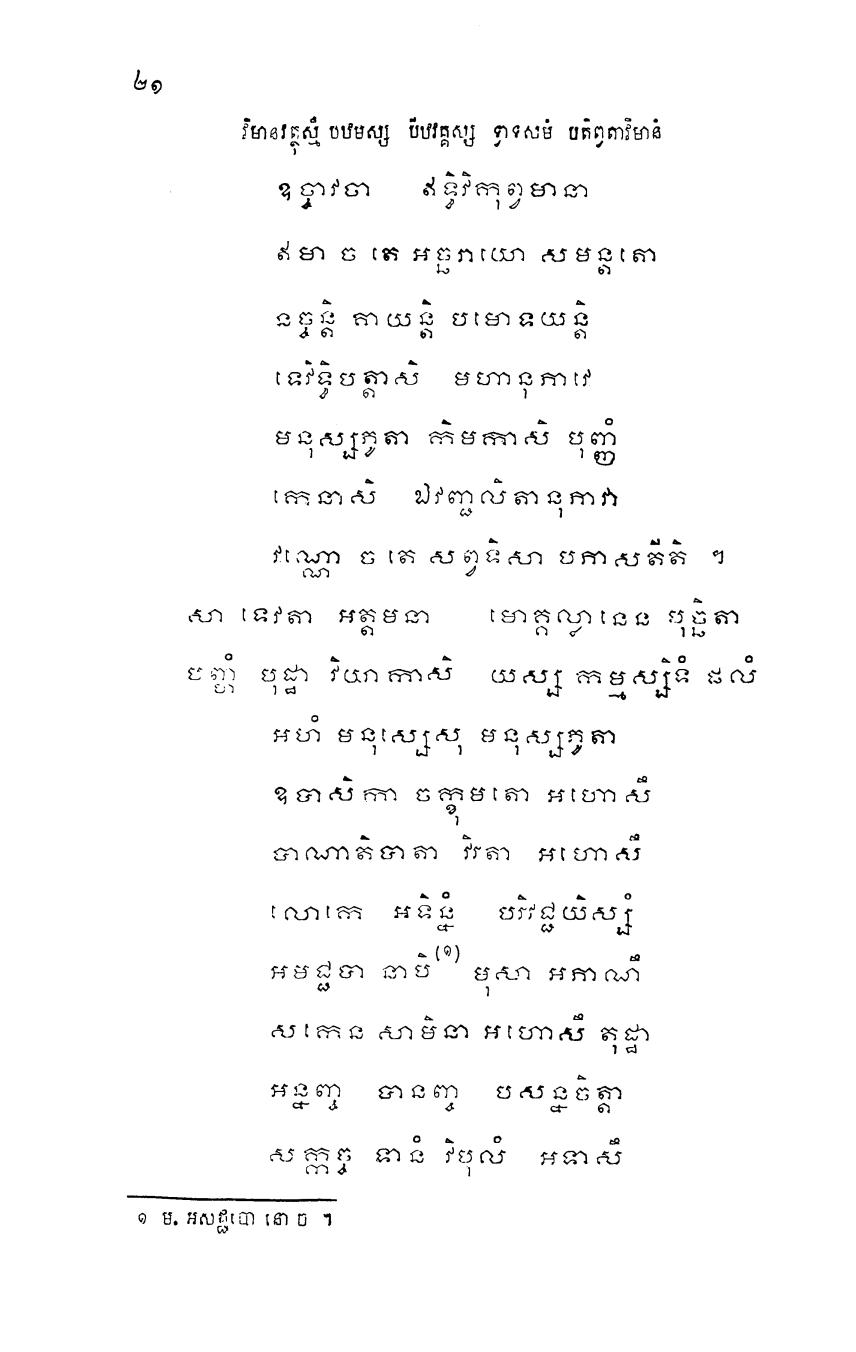 ២១
វិមានវត្ថុស្មឹ បឋមស្ស បីឋវគ្គស្ស ទ្វាទសមំ បតិព្វតាវិមានំ
ឧច្ចាវចា ឥទ្ធិវិកុព្វមានា
ឥមា ច តេ អច្ឆរាយោ សមន្តតោ
នច្ចន្តិ គាយន្តិ បមោទយន្តិ
ទេវិទ្ធិបត្តាសិ មហានុភាវេ
មនុស្សភូតា កិមកាសិ បុញ្ញំ
កេនាសិ ឯវញ្ជលិតានុភាវា
វណ្ណោ ច តេ សព្វទិសា បភាសតីតិ ។
សា ទេវតា អត្តមនា មោគ្គល្លានេន បុច្ឆិតា
បញ្ហំ បុដ្ឋា វិយាកាសិ យស្ស កម្មស្សិទំ ផលំ
អហំ មនុស្សេសុ មនុស្សភូតា
ឧបាសិកា ចក្ខុមតោ អហោសឹ
បាណាតិបាតា វិរតា អហោសឹ
លោកេ អទិន្នំ បរិវជ្ជយិស្សំ
អមជ្ជបា នាបិ(១) មុសា អភាណឹ
សកេន សាមិនា អហោសឹ តុដ្ឋា
អន្នញ្ច បានញ្ច បសន្នចិត្តា
សក្កច្ច ទានំ វិបុលំ អទាសឹ
១ ម. អមជ្ជបោ នោ ច ។